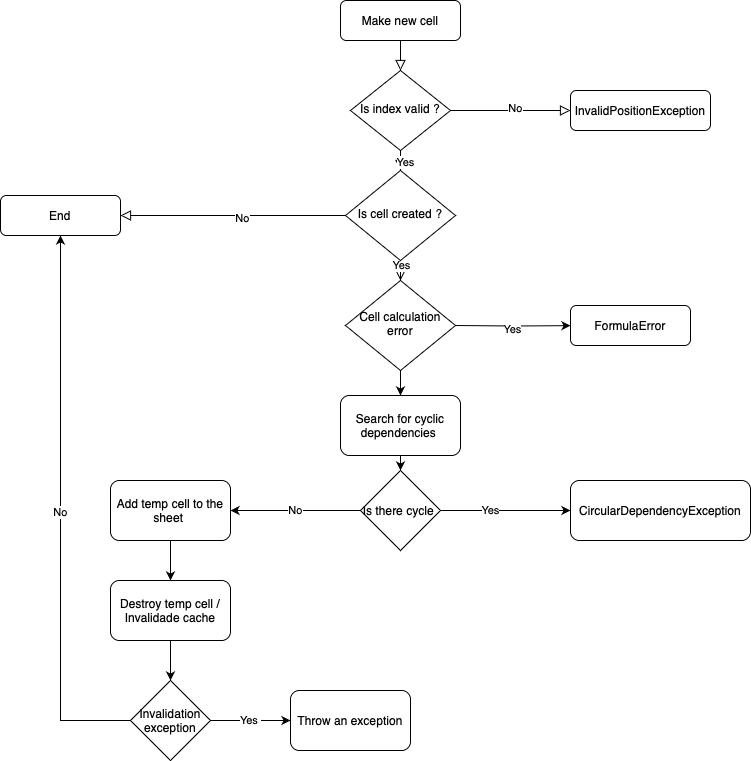 Make new cell
Is index valid ?
No
InvalidPositionException
Yes
End
No
Is cell created ?
Yes
Cell calculation
error
Yes
FormulaError
Search for cyclic
dependencies
Add temp cell to the
sheet
No
Is there cycle
Yes
CircularDependencyException
No
Destroy temp cell /
Invalidade cache
Invalidation
exception
Yes
Throw an exception